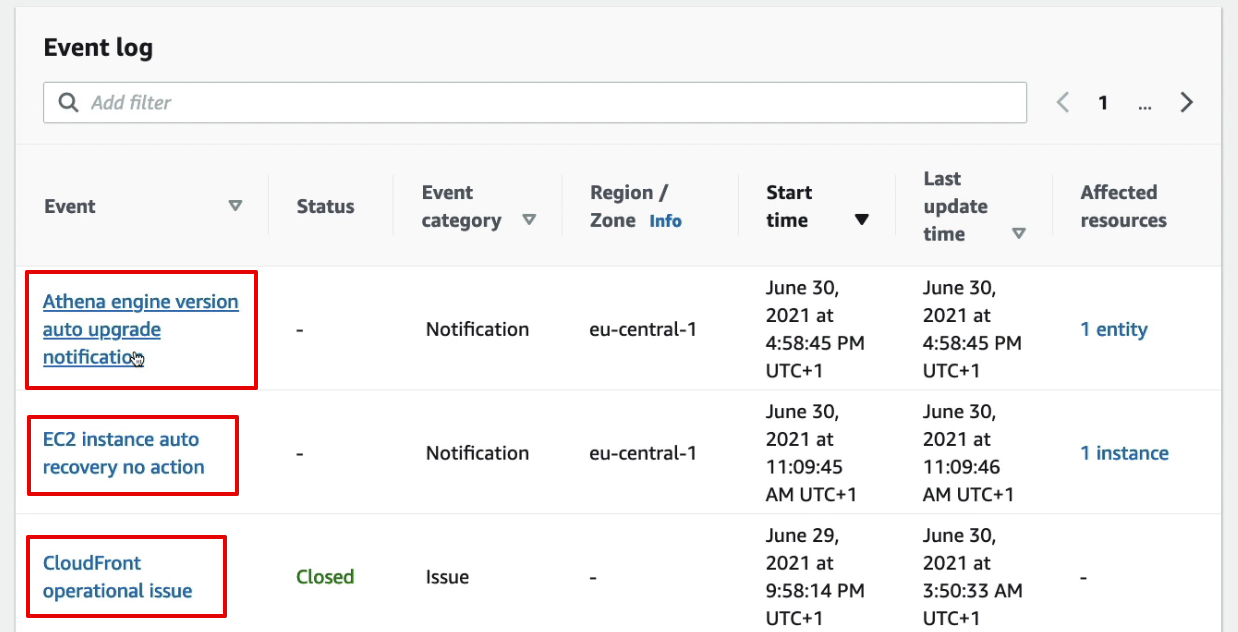 Event log
Add filter
1 ...
Event
Status
Event
category
Region /
Zone Info
Start
time
Last
update
time
Affected
resources
Athena engine version
auto upgrade
notification
-
Notification
eu-central-1
June 30,
2021 at
4:58:45 PM
UTC+1
June 30,
2021 at
4:58:45 PM
UTC+1
1 entity
EC2 instance auto
recovery no action
-
Notification
eu-central-1
June 30,
2021 at
11:09:45
AM UTC+1
June 30,
2021 at
11:09:46
AM UTC+1
1 instance
CloudFront
operational issue
Closed
Issue
-
June 29,
2021 at
9:58:14 PM
UTC+1
June 30,
2021 at
3:50:33 AM
UTC+1
-